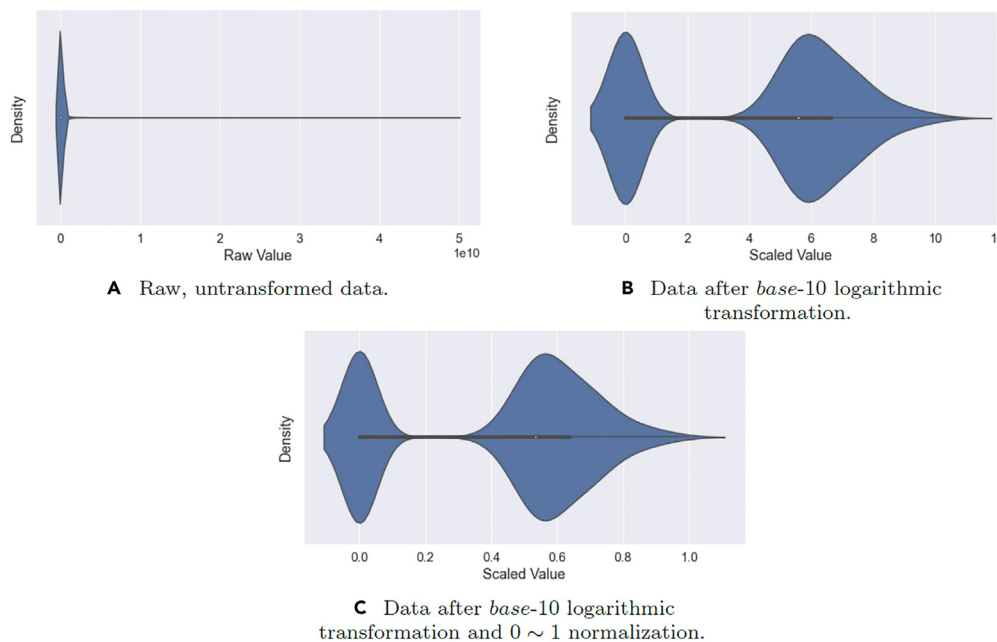 Density
0 1 2 3 4 5
1e10
Raw Value
A Raw, untransformed data.
Density
0 2 4 6 8 10 1
Scaled Value
B Data after base-10 logarithmic
transformation.
Density
0.0 0.2 0.4 0.6 0.8 1.0
Scaled Value
C Data after base-10 logarithmic
transformation and 0 ~ 1 normalization.